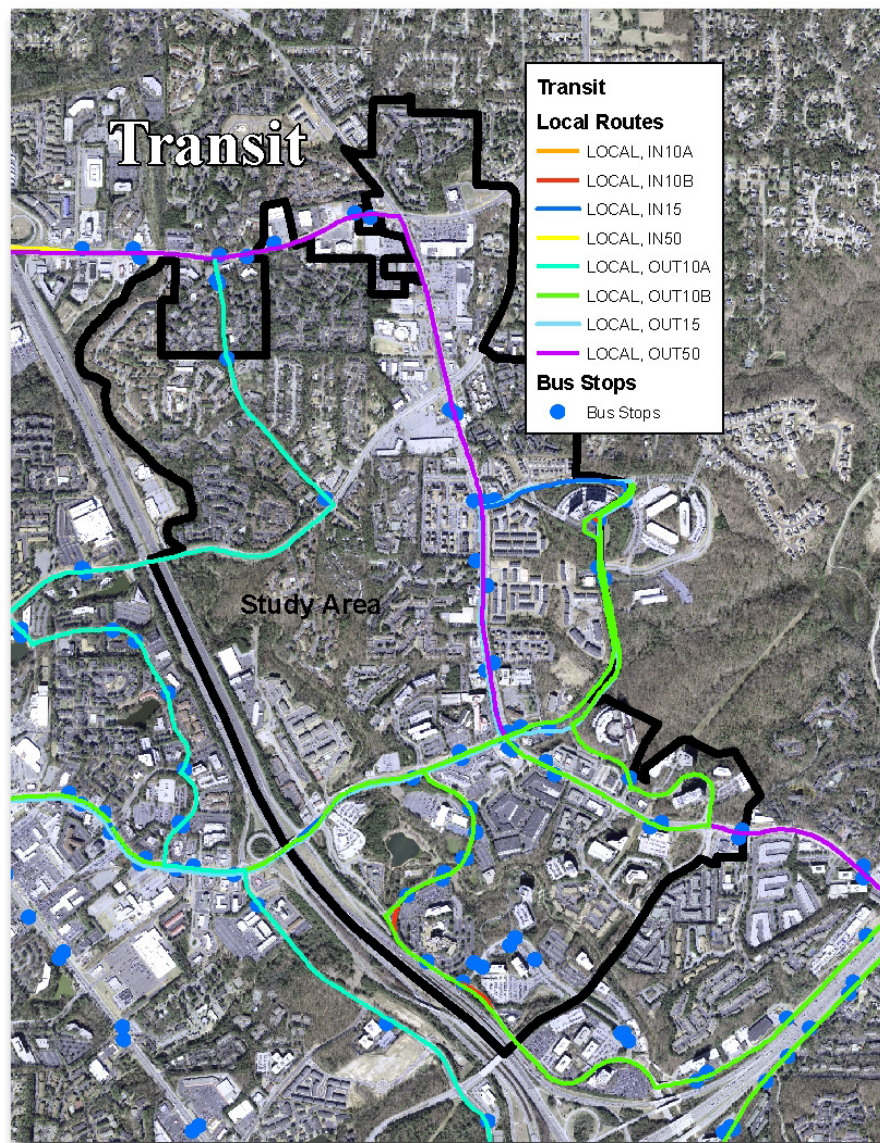 Transit
Transit
Local Routes
LOCAL, IN10A
LOCAL, IN10B
LOCAL, IN15
LOCAL, IN50
LOCAL, OUT10A
LOCAL, OUT10B
LOCAL, OUT15
LOCAL, OUT50
Bus Stops
Bus Stops
Study Area